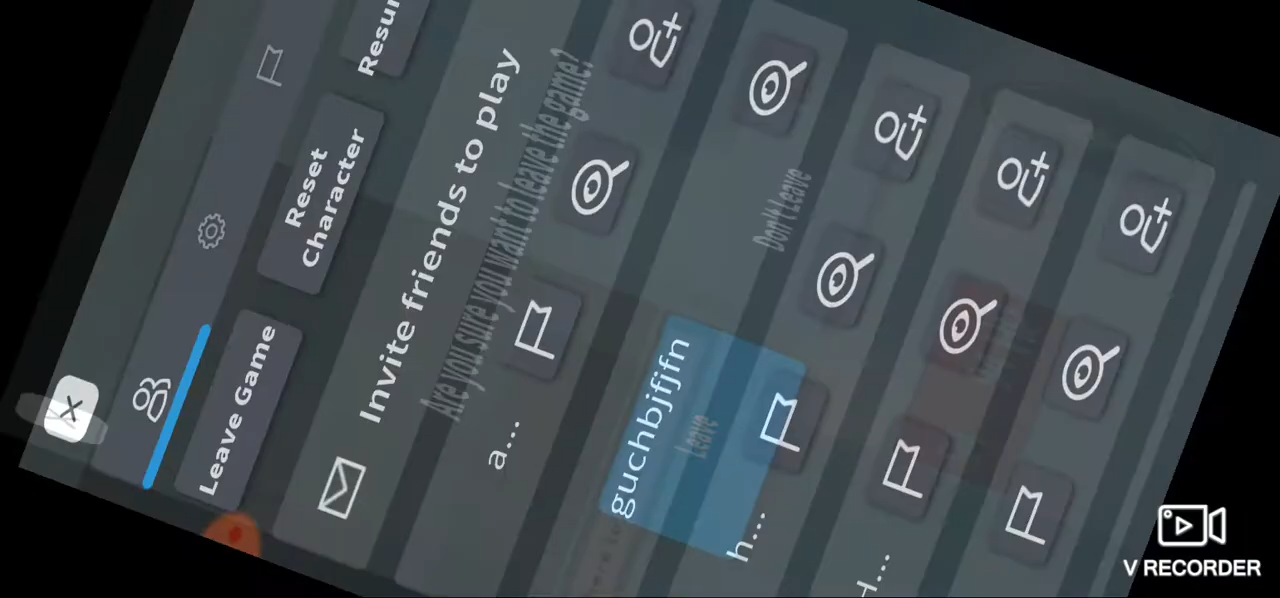 Resu
Reset
Character
Leave Game
Invite friends to play
Are you sure you want to leave the game?
Don't Leave
Leave
a...
guchbjfjfn
h...
H...
V RECORDER